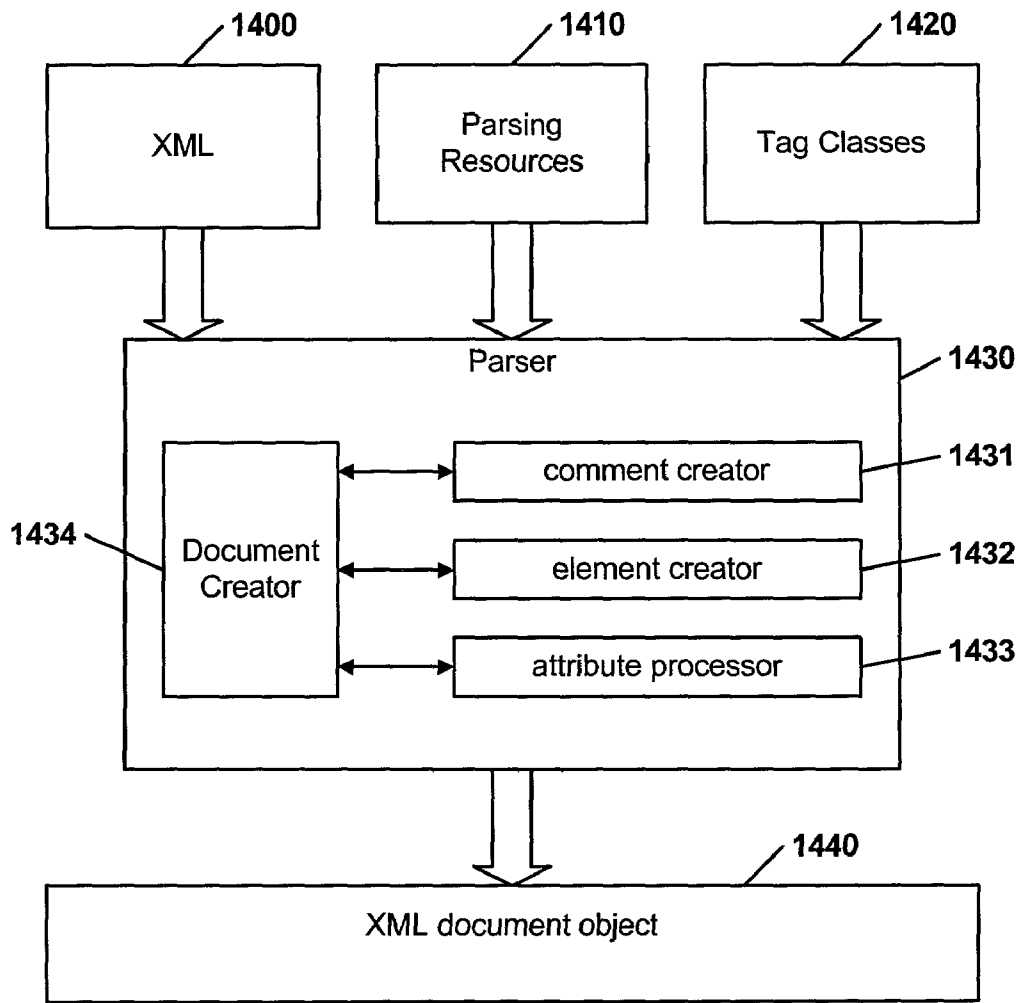 1400
1410
1420
XML
Parsing
Resources
Tag Classes
Parser
1430
comment creator
1431
1434
Document
Creator
element creator
1432
attribute processor
1433
1440
XML document object